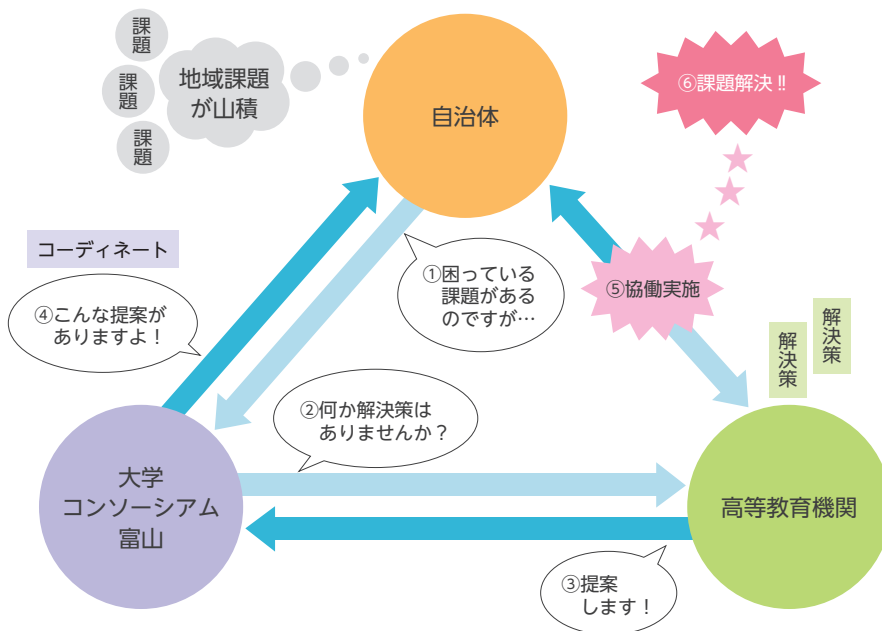 課題
課題
課題
地域課題
が山積
自治体
⑥課題解決!!
コーディネート
④こんな提案が
ありますよ！
①困っている
課題がある
のですが…
⑤協働実施
解決策
解決策
②何か解決策は
ありませんか？
大学
コンソーシアム
富山
高等教育機関
③提案
します！